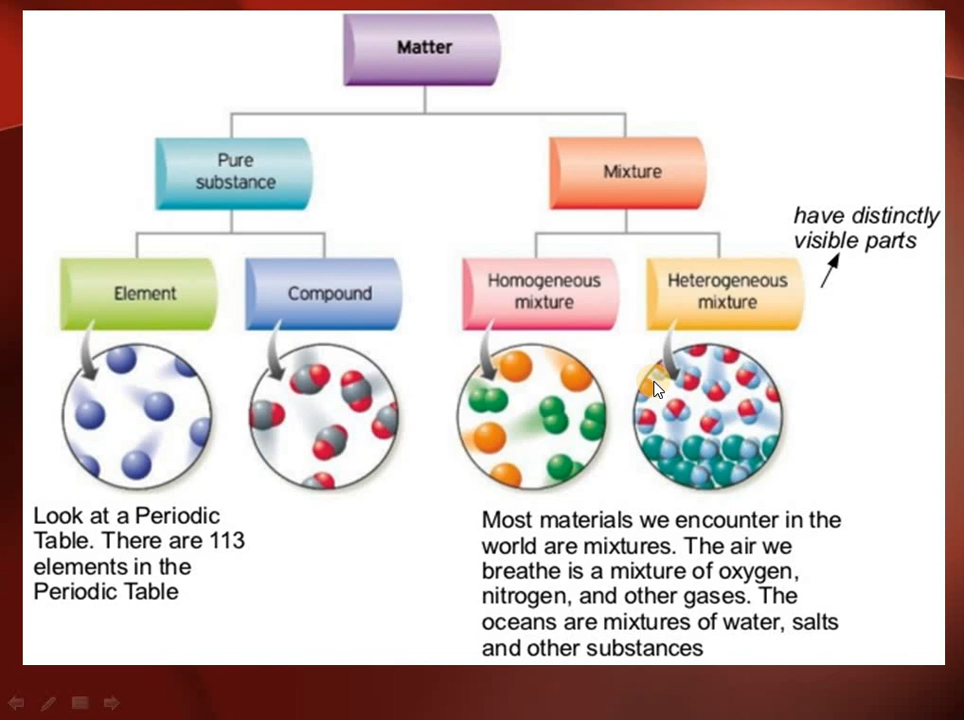 Matter
Pure
substance
Mixture
have distinctly
visible parts
Element
Compound
Homogeneous
mixture
Heterogeneous
mixture
Look at a Periodic
Table. There are 113
elements in the
Periodic Table
Most materials we encounter in the
world are mixtures. The air we
breathe is a mixture of oxygen,
nitrogen, and other gases. The
oceans are mixtures of water, salts
and other substances